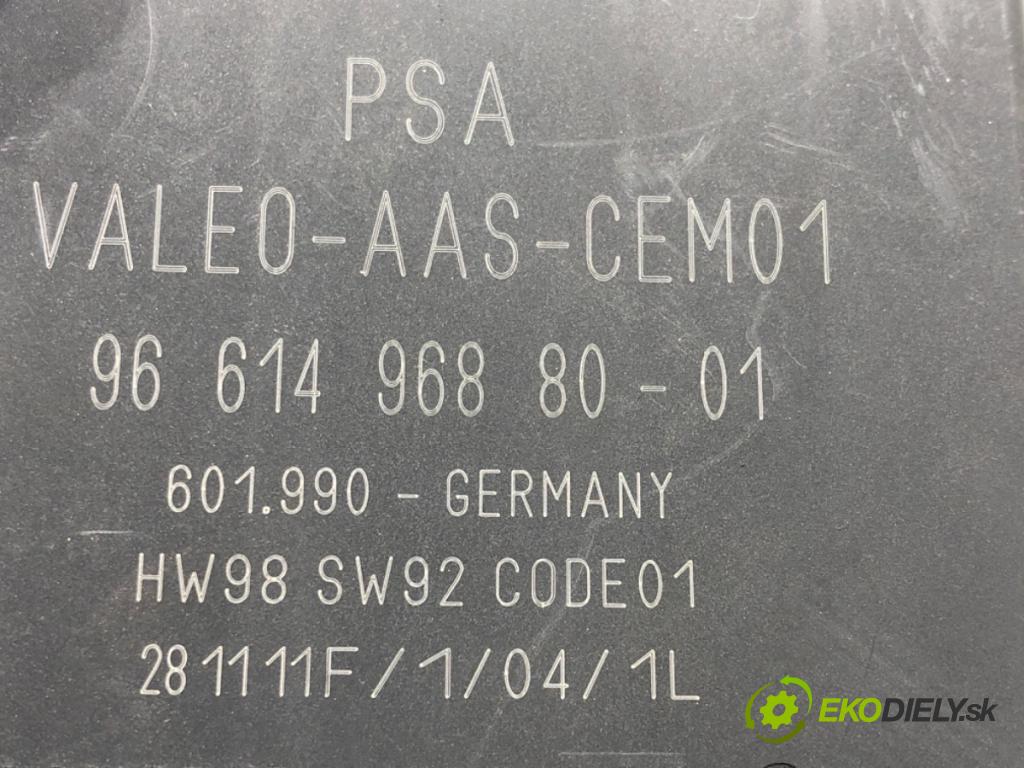 PSA
VALEO-AAS-CEM01
96 614 968 80-01
601.990 - GERMANY
HW98 SW92 CODE01
281111F/1/04/1L
EKODIELY.sk